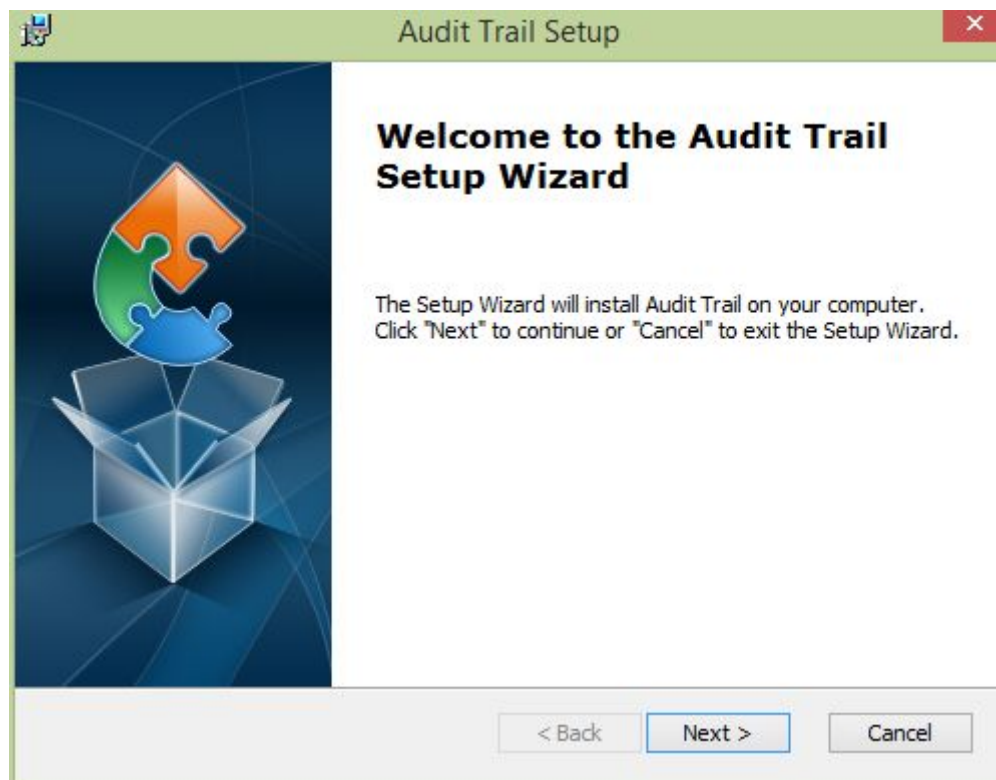 Audit Trail Setup
Welcome to the Audit Trail
Setup Wizard
The Setup Wizard will install Audit Trail on your computer.
Click "Next" to continue or "Cancel" to exit the Setup Wizard.
< Back Next > Cancel